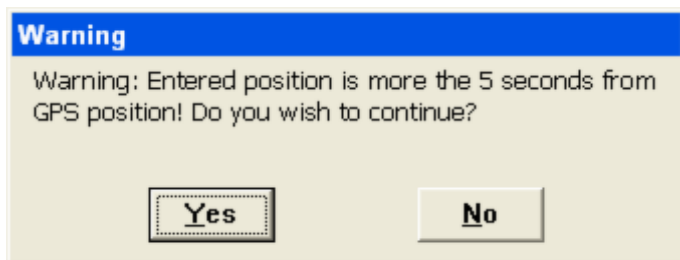 Warning
Warning: Entered position is more the 5 seconds from
GPS position! Do you wish to continue?
Yes
No